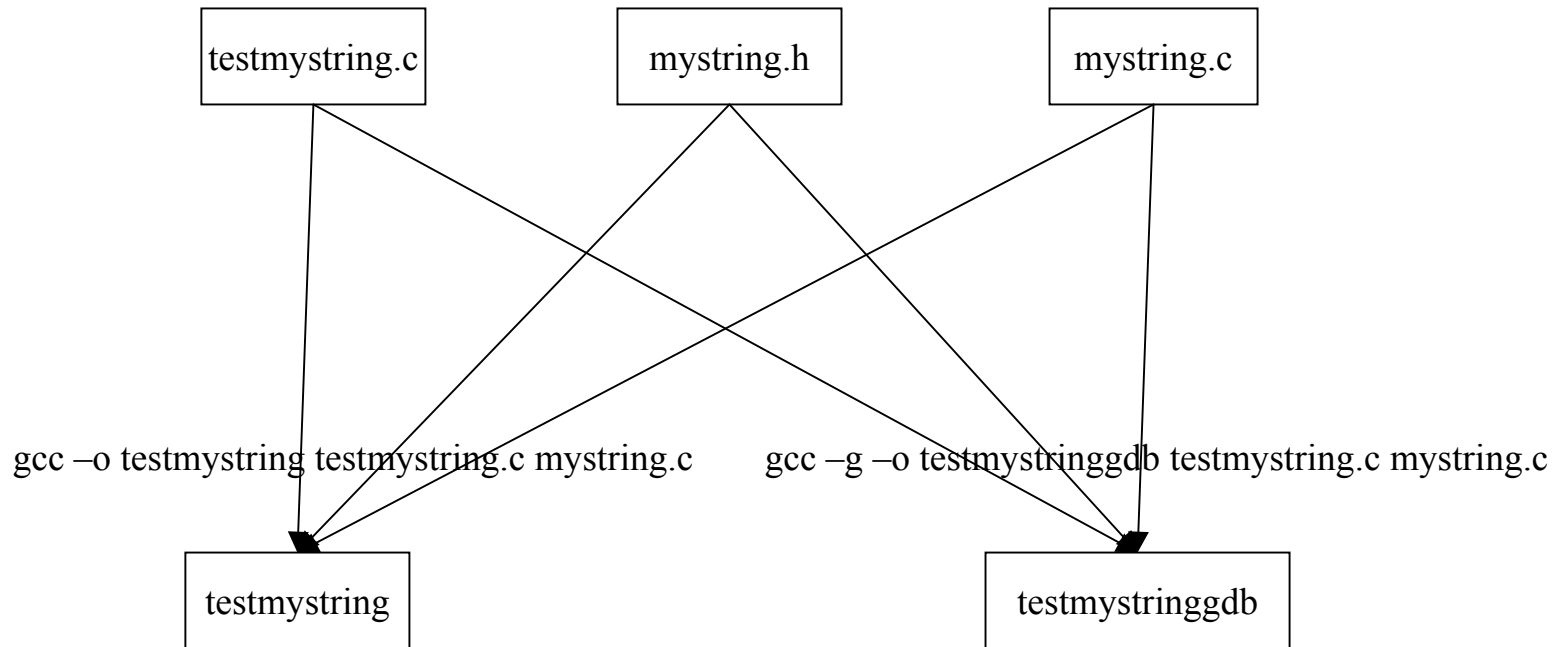 testmystring.c
mystring.h
mystring.c
gcc –o testmystring testmystring.c mystring.c
gcc –g –o testmystringgdb testmystring.c mystring.c
testmystring
testmystringgdb